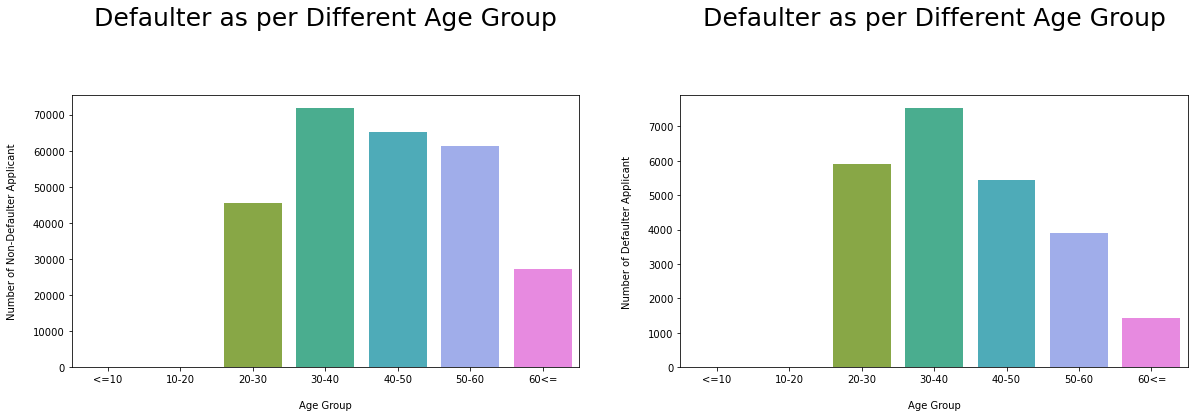 Defaulter as per Different Age Group
Number of Non-Defaulter Applicant
70000
60000
50000
40000
30000
20000
10000
0
<=10 10-20 20-30 30-40 40-50 50-60 60<=
Age Group
Defaulter as per Different Age Group
Number of Defaulter Applicant
7000
6000
5000
4000
3000
2000
1000
0
<=10 10-20 20-30 30-40 40-50 50-60 60<=
Age Group